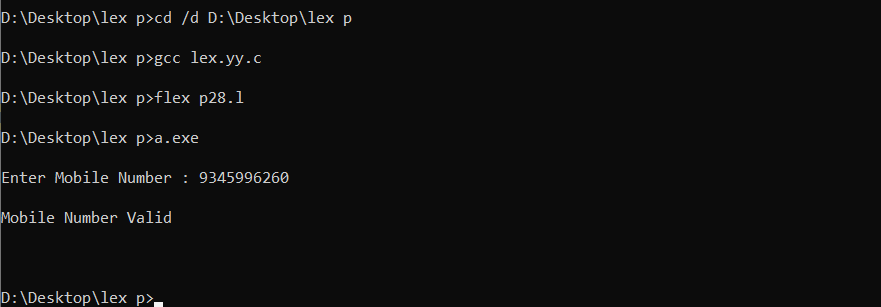 D:\Desktop\lex p>cd /d D:\Desktop\lex p
D:\Desktop\lex p>gcc lex.yy.c
D:\Desktop\lex p>flex p28.l
D:\Desktop\lex p>a.exe
Enter Mobile Number : 9345996260
Mobile Number Valid
D:\Desktop\lex p>